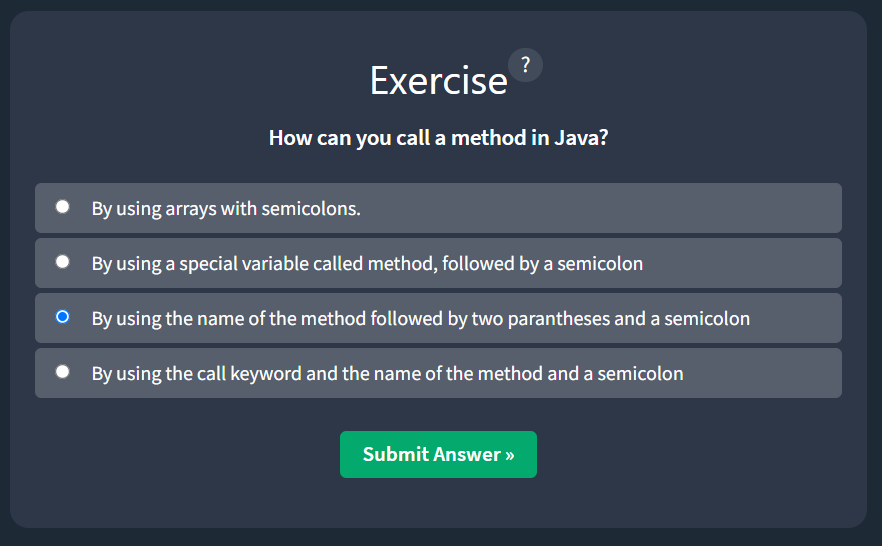 Exercise ?
How can you call a method in Java?
By using arrays with semicolons.
By using a special variable called method, followed by a semicolon
By using the name of the method followed by two parantheses and a semicolon
By using the call keyword and the name of the method and a semicolon
Submit Answer »